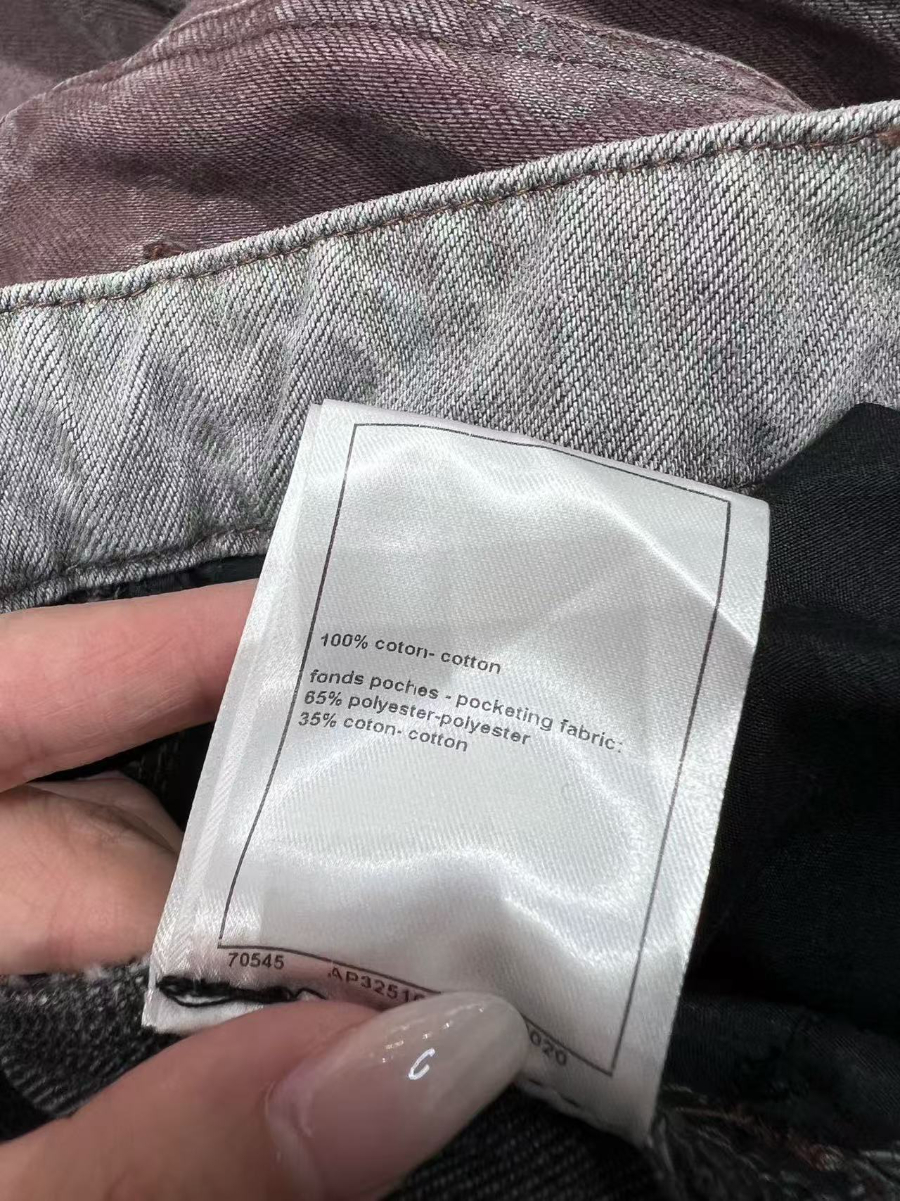 100% coton- cotton
fonds poches - pocketing fabric:
65% polyester-polyester
35% coton- cotton
70545